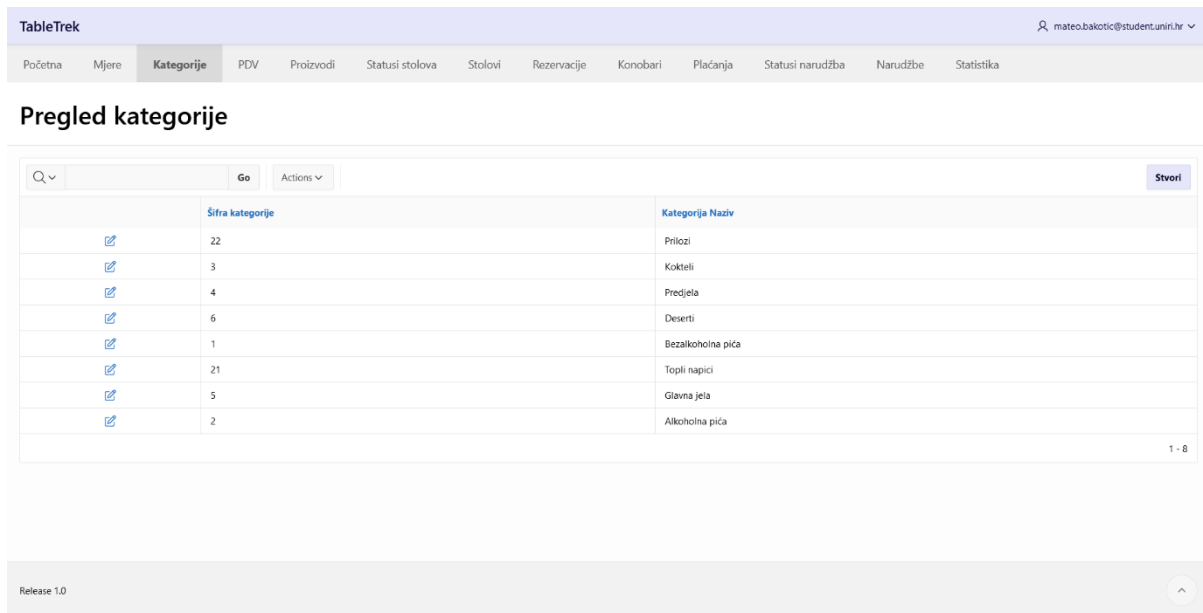 TableTrek mateo.bakotic@student.uniri.hr
Početna Mjere Kategorije PDV Proizvodi Statusi stolova Stolovi Rezervacije Konobari Plaćanja Statusi narudžba Narudžbe Statistika
Pregled kategorije
Go Actions Stvori
Šifra kategorije Kategorija Naziv
22 Prilozi
3 Kokteli
4 Predjela
6 Deserti
1 Bezalkoholna pića
21 Topli napici
5 Glavna jela
2 Alkoholna pića
1 - 8
Release 1.0